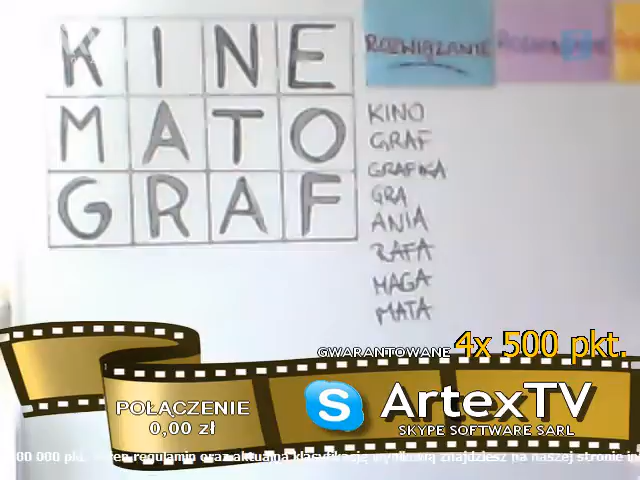 KINE
MATO
GRAF
ROZWIĄZANIE
KINO
GRAF
GRAFIKA
GRA
ANIA
RAFA
MAGA
MATA
GWARANTOWANE 4x 500 pkt.
POŁĄCZENIE
0,00 zł
ArtexTV
SKYPE SOFTWARE SARL
00 000 pkt. regulamin oraz aktualną klasyfikację znajdziesz na naszej stronie